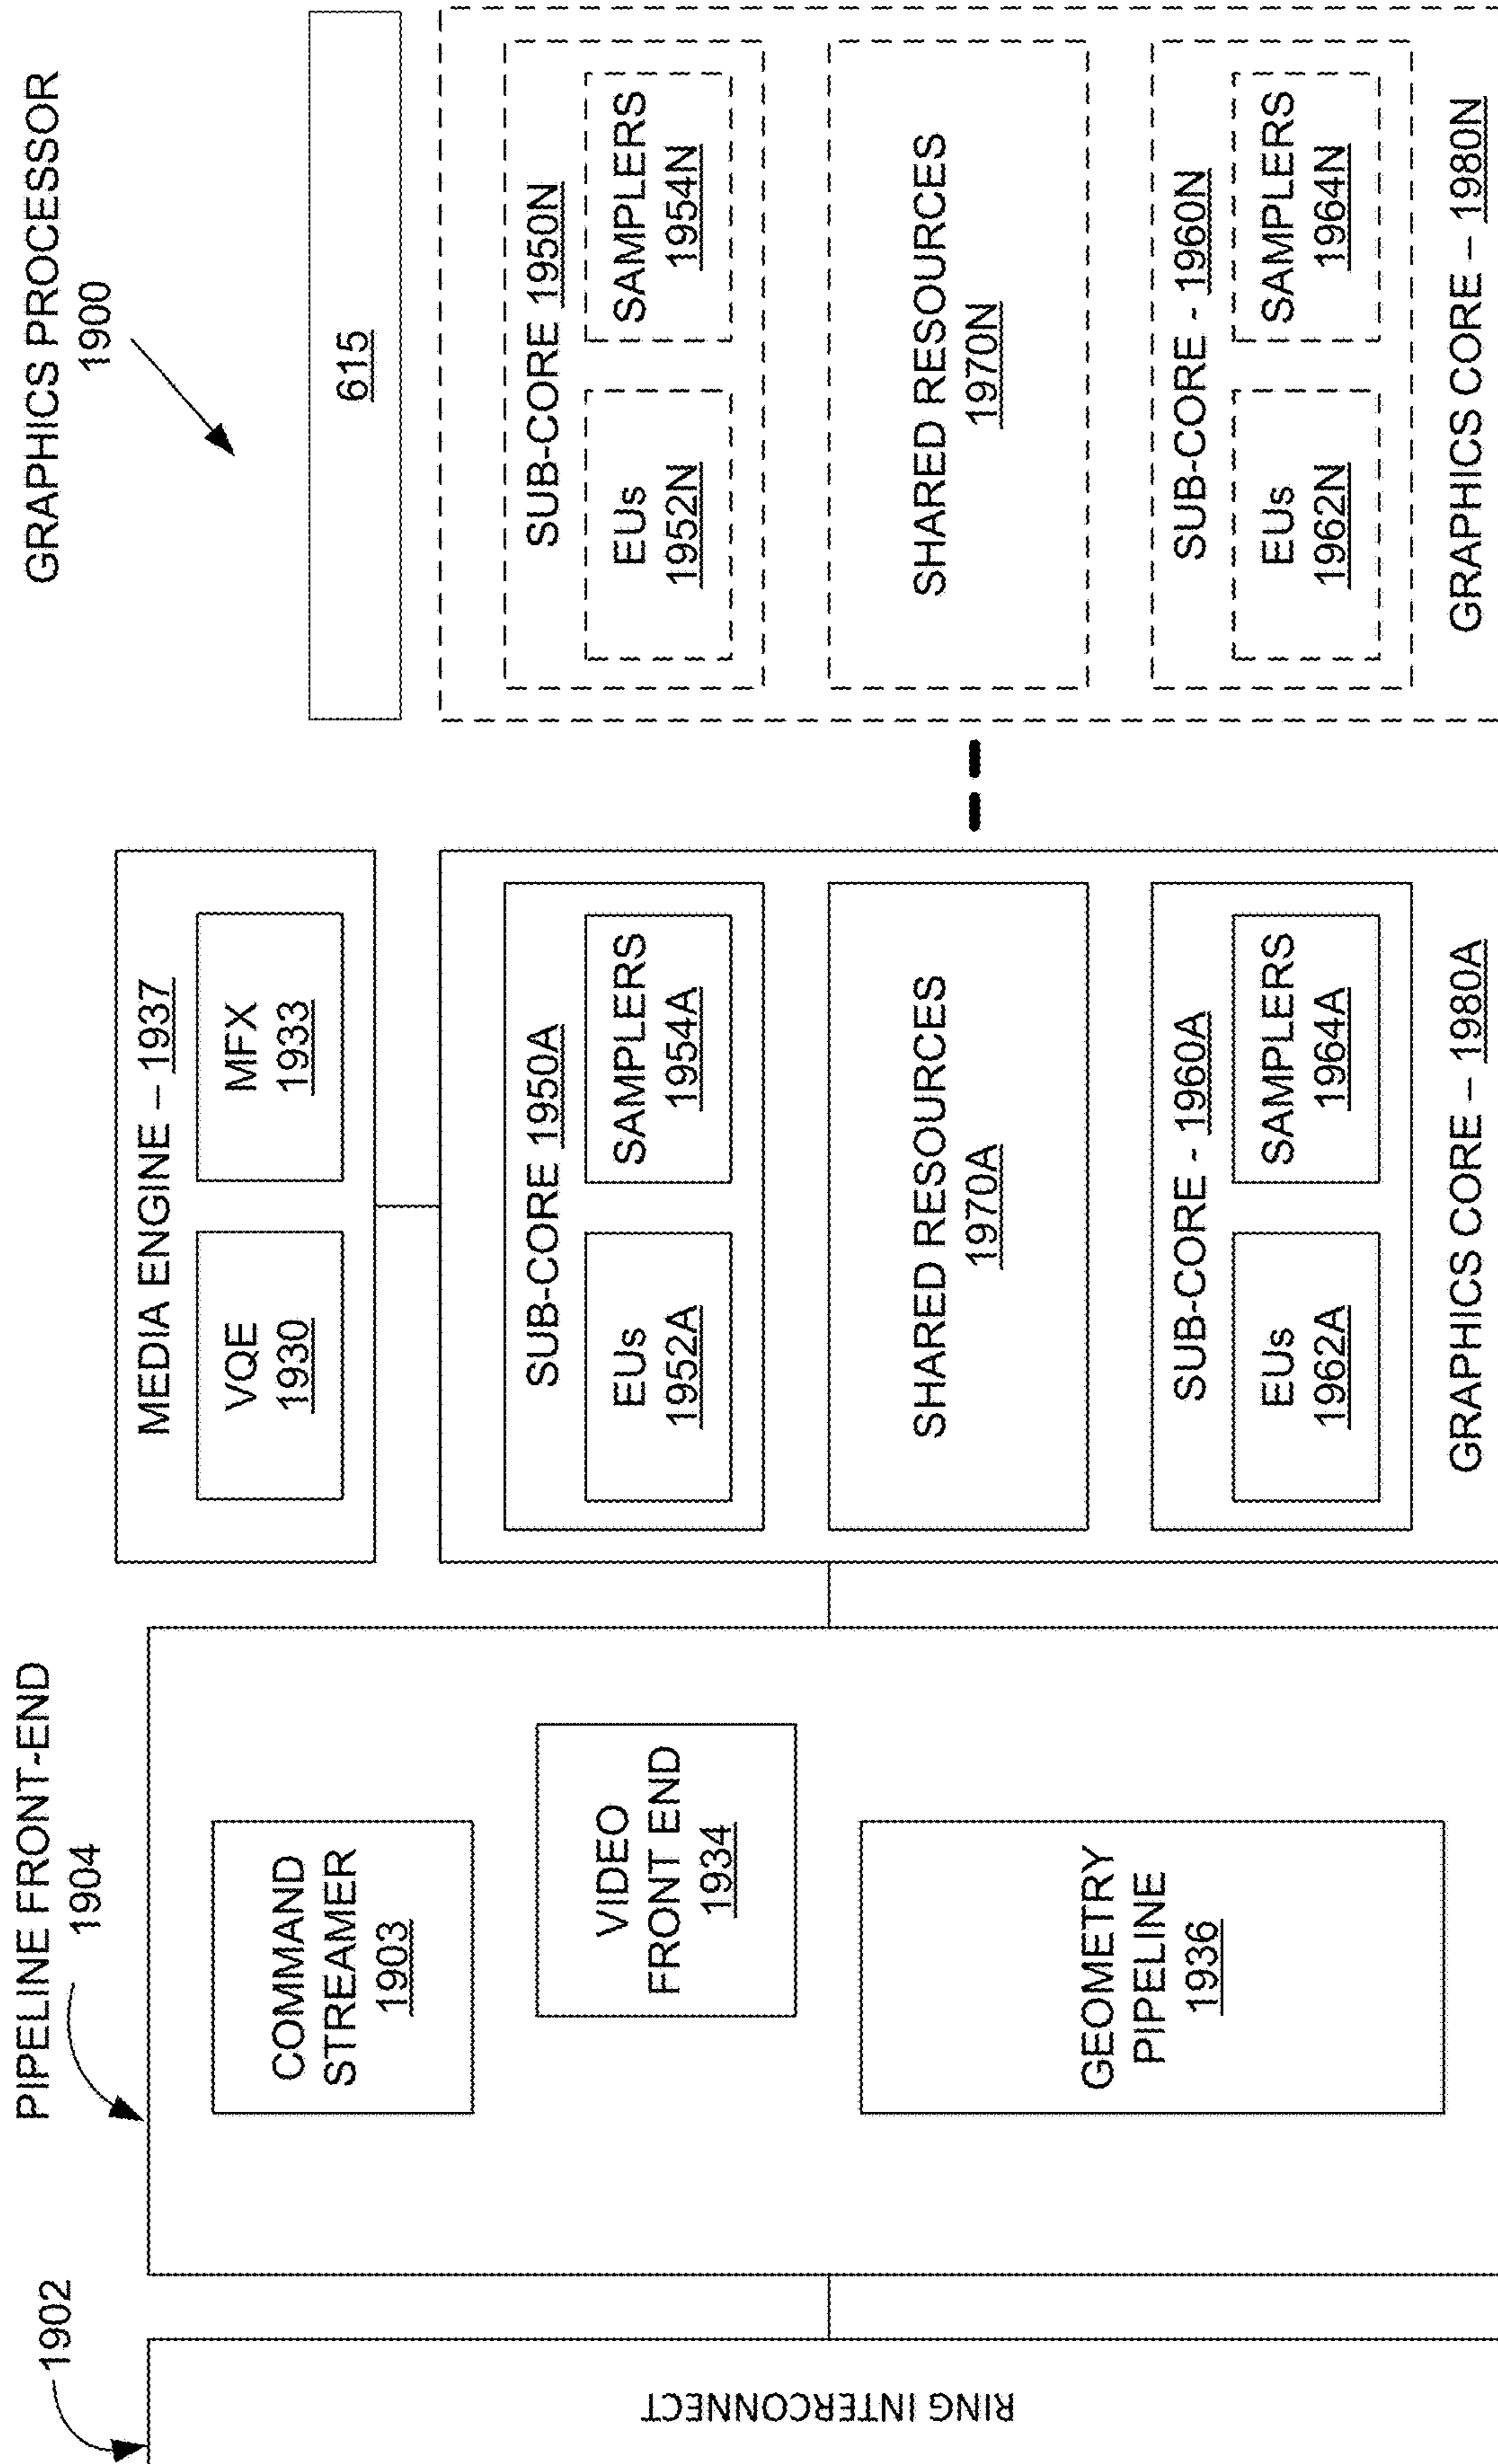 GRAPHICS PROCESSOR
1900
1902
PIPELINE FRONT-END
1904
RING INTERCONNECT
COMMAND
STREAMER
1903
VIDEO
FRONT END
1934
GEOMETRY
PIPELINE
1936
MEDIA ENGINE – 1937
VQE
1930
MFX
1933
SUB-CORE 1950A
EUs
1952A
SAMPLERS
1954A
SHARED RESOURCES
1970A
SUB-CORE - 1960A
EUs
1962A
SAMPLERS
1964A
GRAPHICS CORE – 1980A
615
SUB-CORE 1950N
EUs
1952N
SAMPLERS
1954N
SHARED RESOURCES
1970N
SUB-CORE - 1960N
EUs
1962N
SAMPLERS
1964N
GRAPHICS CORE – 1980N